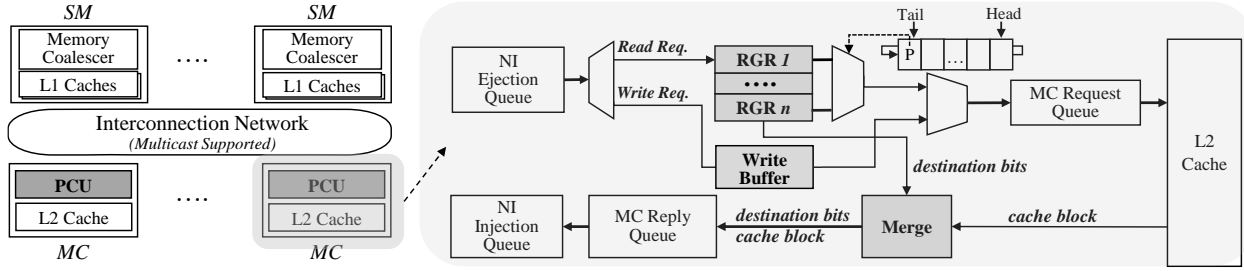 SM
Memory
Coalescer
L1 Caches
....
SM
Memory
Coalescer
L1 Caches
Interconnection Network
(Multicast Supported)
PCU
L2 Cache
MC
....
PCU
L2 Cache
MC
NI
Ejection
Queue
Read Req.
Write Req.
RGR 1
....
RGR n
Write
Buffer
Tail
Head
P
...
MC Request
Queue
L2
Cache
destination bits
NI
Injection
Queue
MC Reply
Queue
destination bits
cache block
Merge
cache block